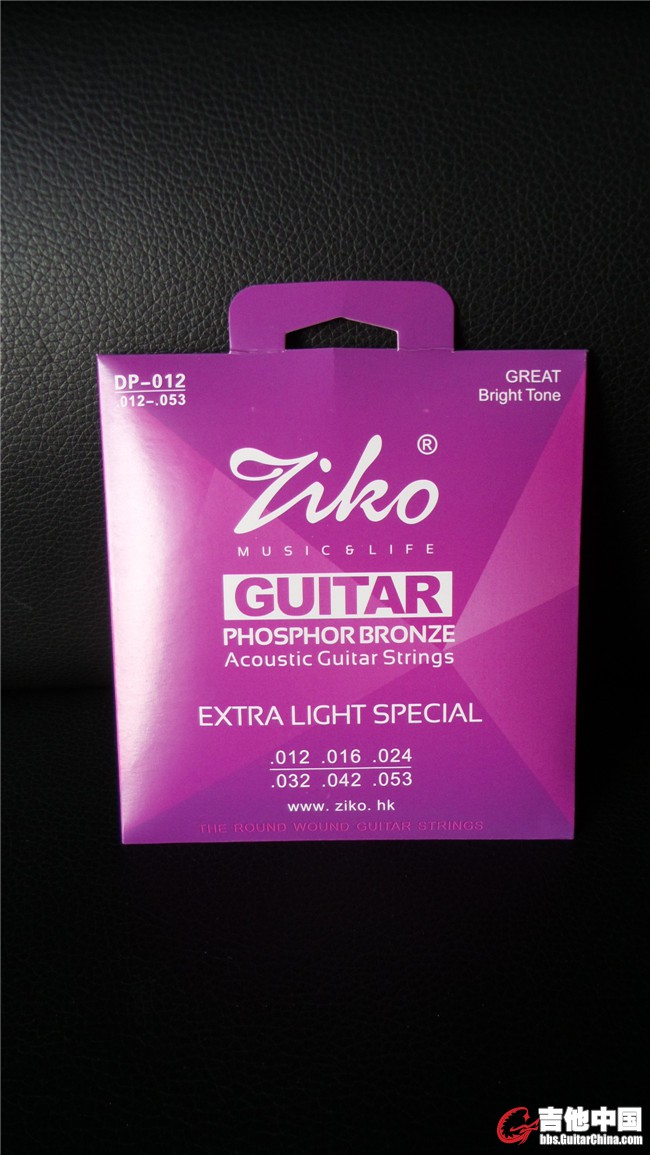 DP-012
.012-.053
GREAT
Bright Tone
Ziko®
MUSIC & LIFE
GUITAR
PHOSPHOR BRONZE
Acoustic Guitar Strings
EXTRA LIGHT SPECIAL
.012 .016 .024
.032 .042 .053
www.ziko.hk
THE ROUND WOUND GUITAR STRINGS
吉他中国
bbs.GuitarChina.com